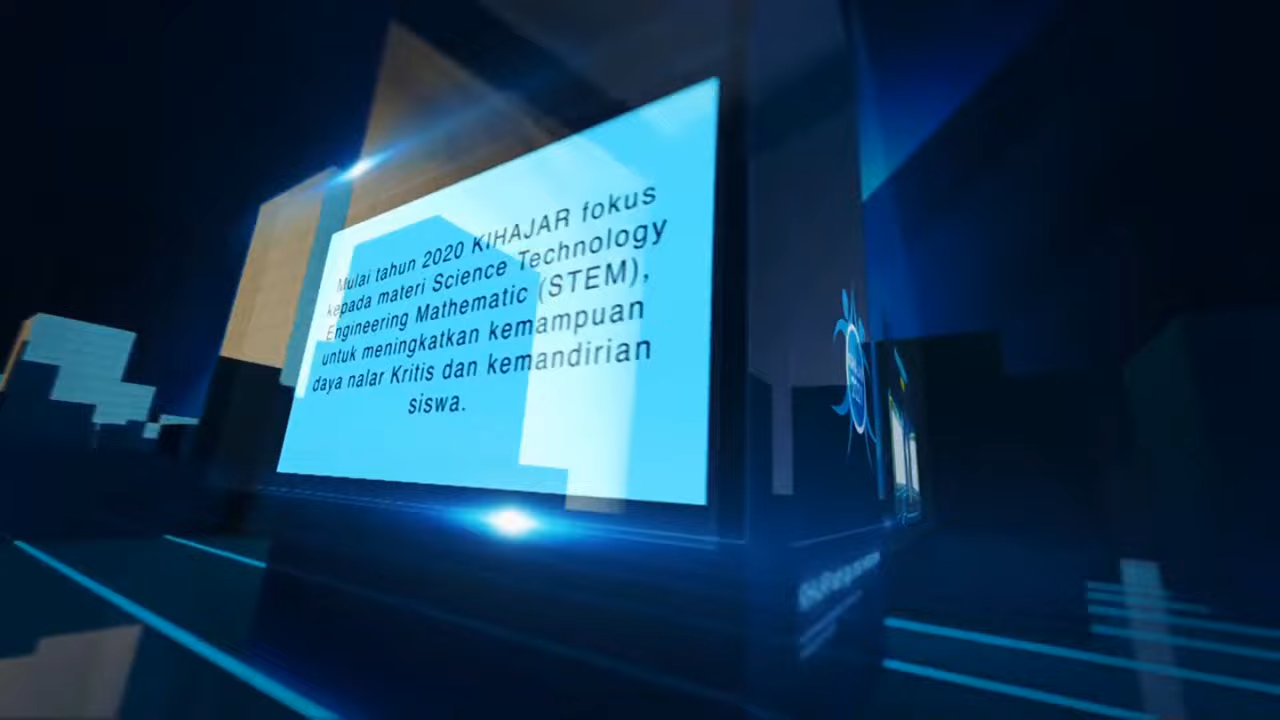 Mulai tahun 2020 KIHAJAR fokus
kepada materi Science Technology
Engineering Mathematic (STEM),
untuk meningkatkan kemampuan
daya nalar Kritis dan kemandirian
siswa.